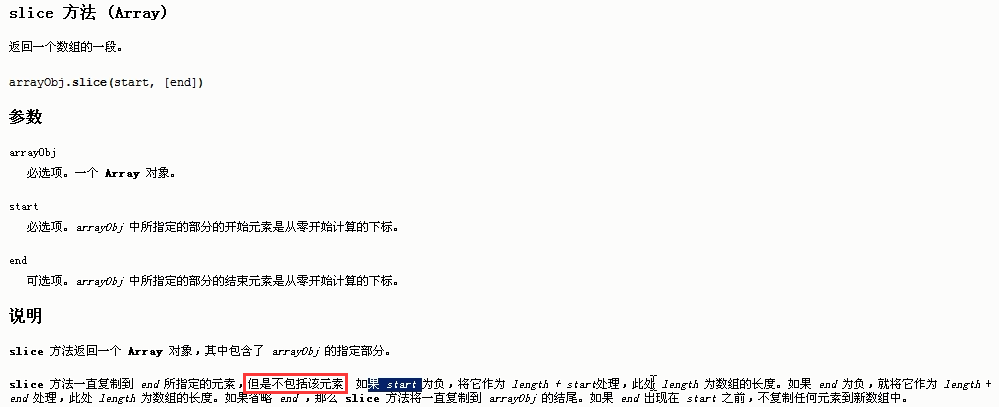 slice 方法 (Array)
返回一个数组的一段。
arrayObj.slice(start, [end])
参数
arrayObj
必选项。一个 Array 对象。
start
必选项。arrayObj 中所指定的部分的开始元素是从零开始计算的下标。
end
可选项。arrayObj 中所指定的部分的结束元素是从零开始计算的下标。
说明
slice 方法返回一个 Array 对象，其中包含了 arrayObj 的指定部分。
slice 方法一直复制到 end 所指定的元素，但是不包括该元素 如果 start 为负，将它作为 length + start处理，此处 length 为数组的长度。如果 end 为负，就将它作为 length +
end 处理，此处 length 为数组的长度。如果省略 end ，那么 slice 方法将一直复制到 arrayObj 的结尾。如果 end 出现在 start 之前，不复制任何元素到新数组中。